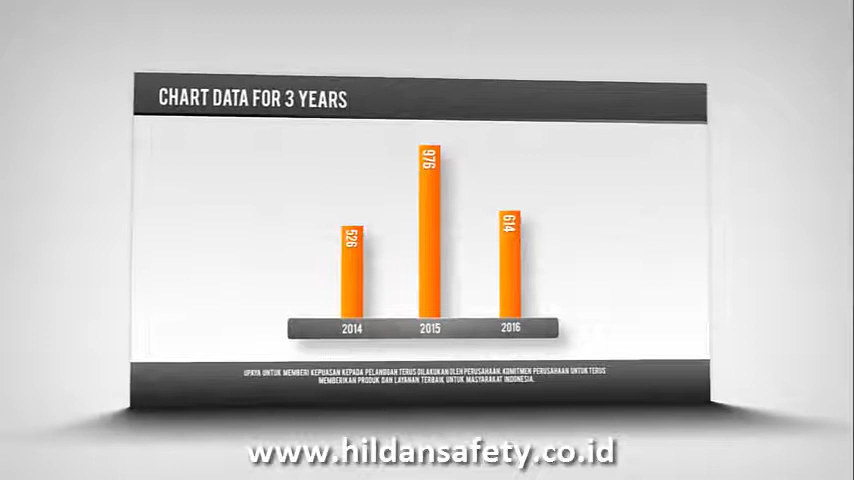 CHART DATA FOR 3 YEARS
976
614
526
2014 2015 2016
UPAYA UNTUK MEMBERI KEPUASAN KEPADA PELANGGAN TERUS DILAKUKAN OLEH PERUSAHAAN. KOMITMEN PERUSAHAAN UNTUK TERUS
MEMBERIKAN PRODUK DAN LAYANAN TERBAIK UNTUK MASYARAKAT INDONESIA.
www.hildansafety.co.id